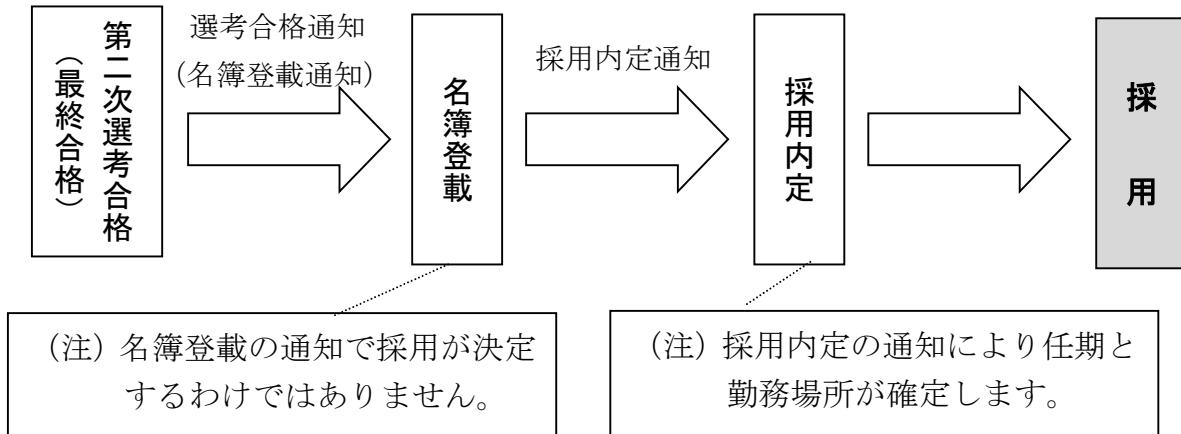 第二次選考合格
（最終合格）
選考合格通知
（名簿登載通知）
名簿登載
採用内定通知
採用内定
採用
（注）名簿登載の通知で採用が決定
するわけではありません。
（注）採用内定の通知により任期と
勤務場所が確定します。